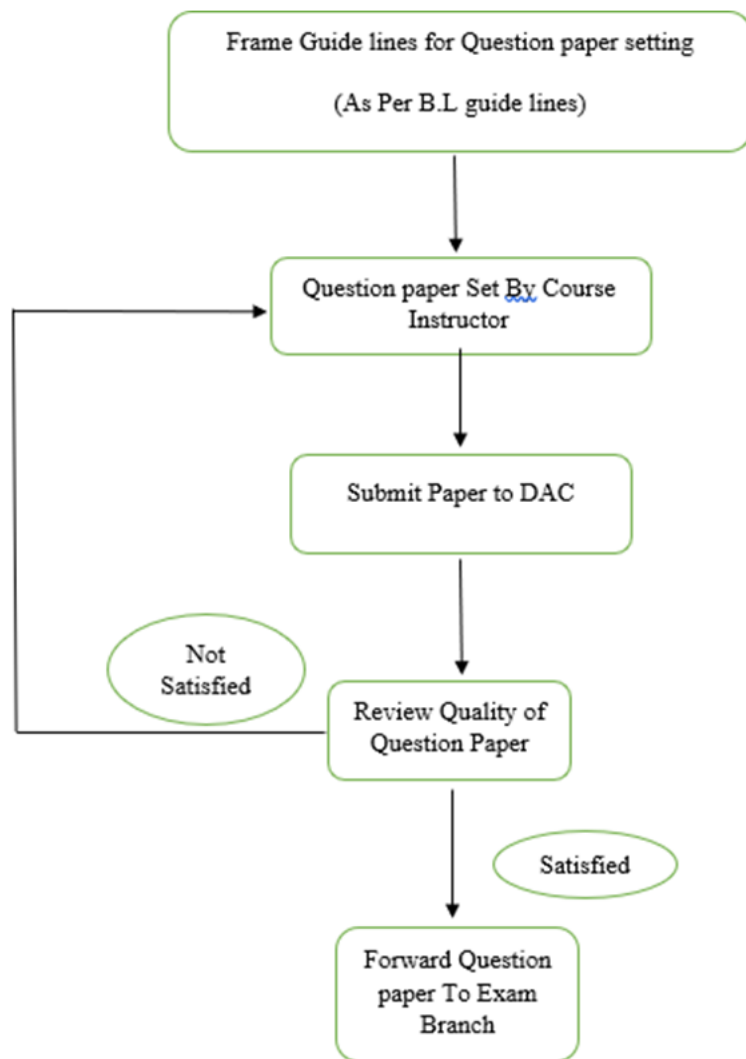 Frame Guide lines for Question paper setting
(As Per B.L guide lines)
Question paper Set By Course
Instructor
Submit Paper to DAC
Not
Satisfied
Review Quality of
Question Paper
Satisfied
Forward Question
paper To Exam
Branch